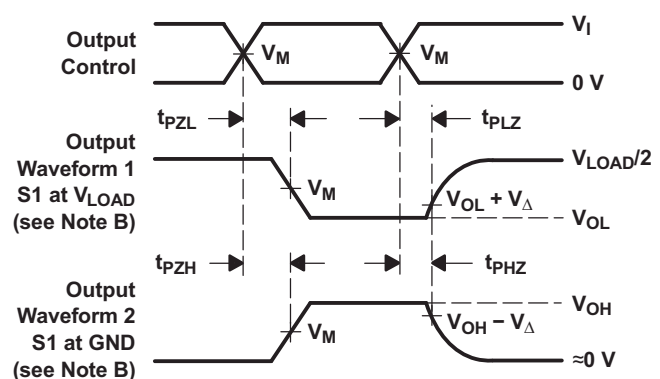 Output
Control
V_I
V_M
V_M
0 V
t_PZL
t_PLZ
Output
Waveform 1
S1 at V_LOAD
(see Note B)
V_LOAD/2
V_M
V_OL + V_Δ
V_OL
t_PZH
t_PHZ
Output
Waveform 2
S1 at GND
(see Note B)
V_OH
V_M
V_OH − V_Δ
≈0 V